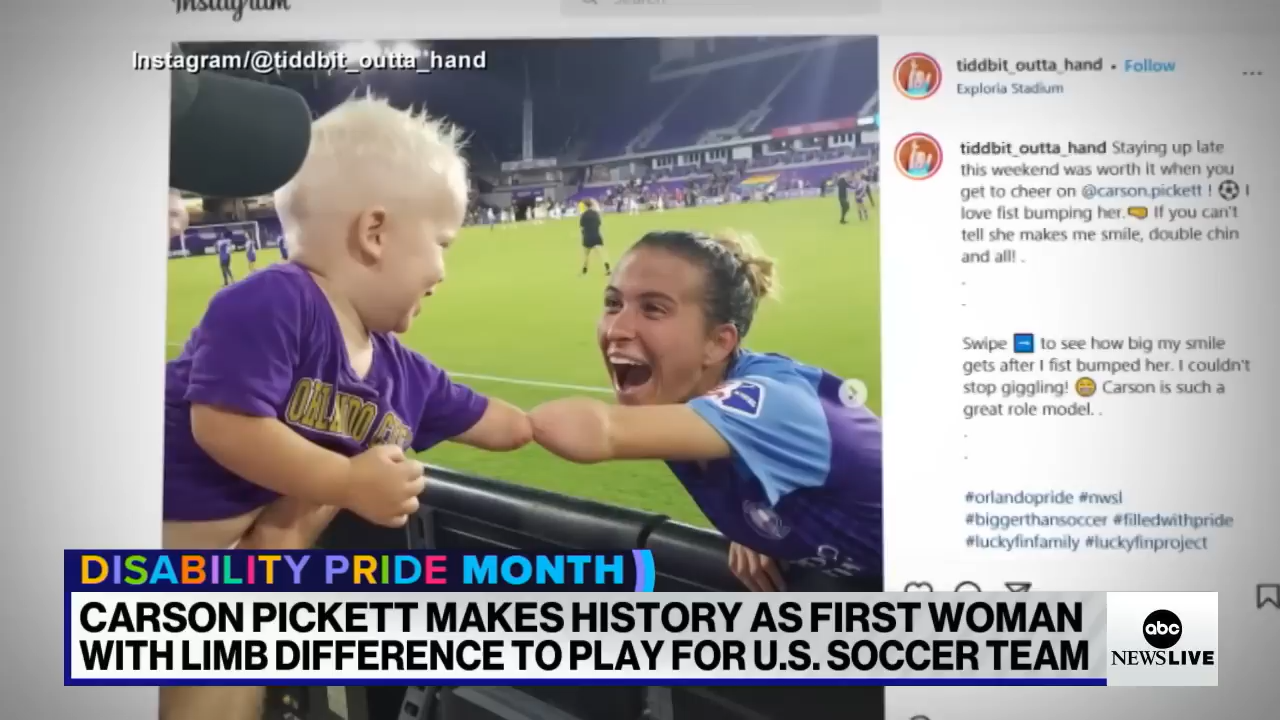 Instagram
Search
Instagram/@tiddbit_outta_hand
tiddbit_outta_hand • Follow
Exploria Stadium
...
tiddbit_outta_hand Staying up late
this weekend was worth it when you
get to cheer on @carson.pickett ! ⚽ I
love fist bumping her.🤜 If you can't
tell she makes me smile, double chin
and all! .
.
.
Swipe ➡️ to see how big my smile
gets after I fist bumped her. I couldn't
stop giggling! 😁 Carson is such a
great role model. .
.
.
#orlandopride #nwsl
#biggerthansoccer #filledwithpride
#luckyfinfamily #luckyfinproject
ORLANDO CITY
DISABILITY PRIDE MONTH
CARSON PICKETT MAKES HISTORY AS FIRST WOMAN
WITH LIMB DIFFERENCE TO PLAY FOR U.S. SOCCER TEAM
abc
NEWS LIVE